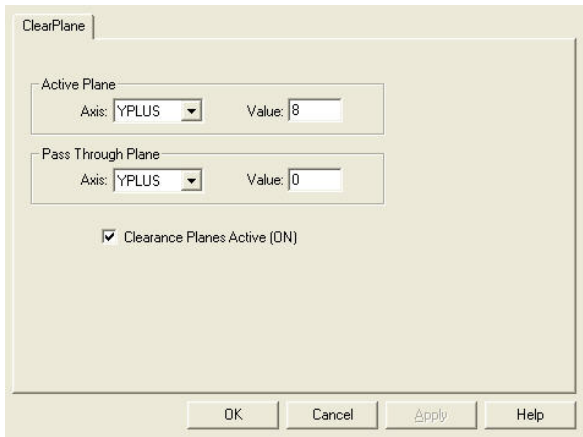 ClearPlane
Active Plane
Axis: YPLUS Value: 8
Pass Through Plane
Axis: YPLUS Value: 0
Clearance Planes Active (ON)
OK Cancel Apply Help